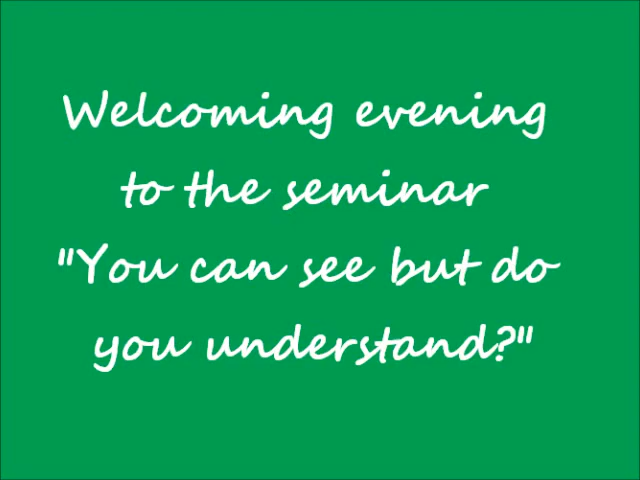 Welcoming evening
to the seminar
"You can see but do
you understand?"